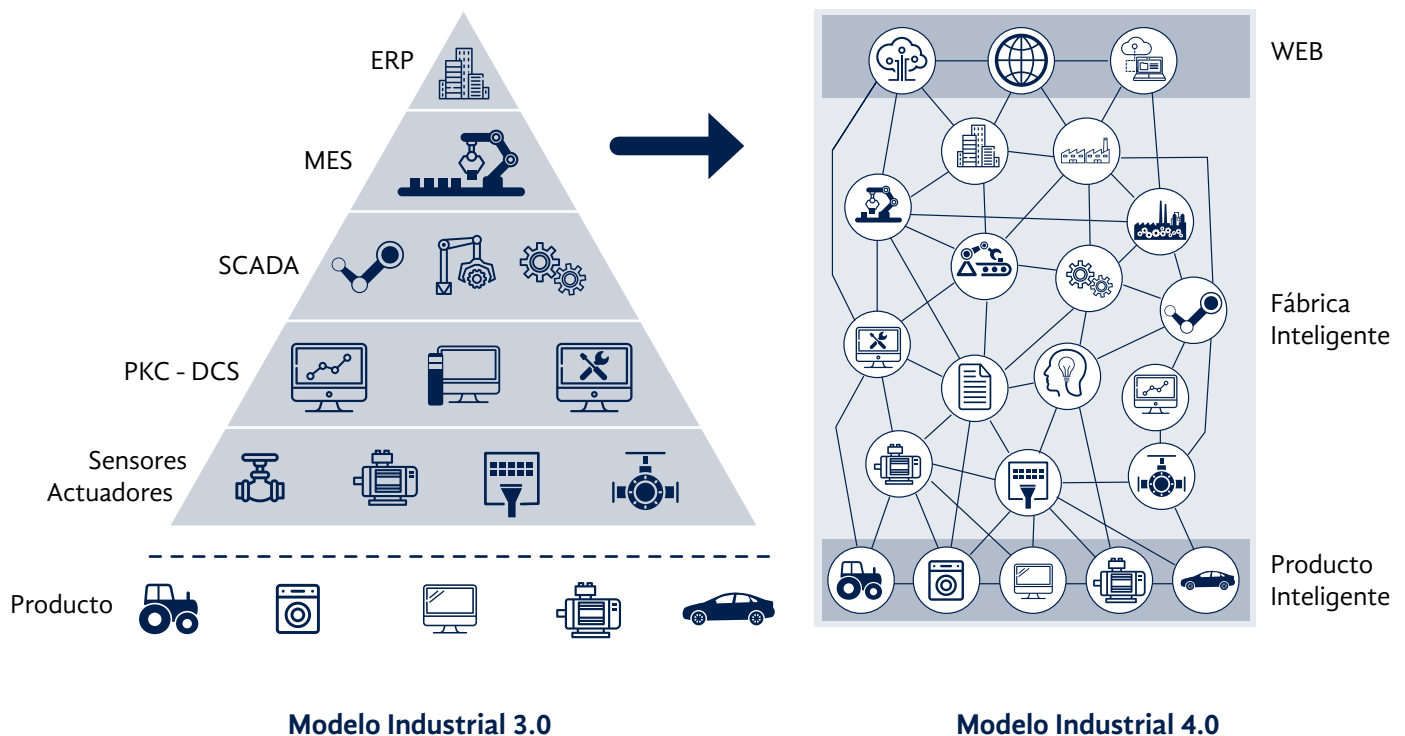 ERP
MES
SCADA
PKC - DCS
Sensores
Actuadores
Producto
Modelo Industrial 3.0
WEB
Fábrica
Inteligente
Producto
Inteligente
Modelo Industrial 4.0